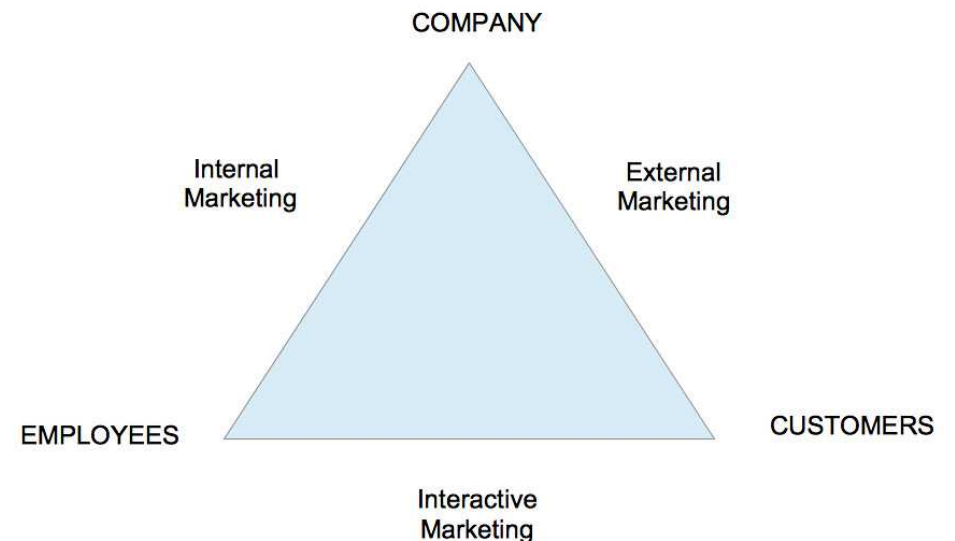 COMPANY
Internal
Marketing
External
Marketing
EMPLOYEES
CUSTOMERS
Interactive
Marketing